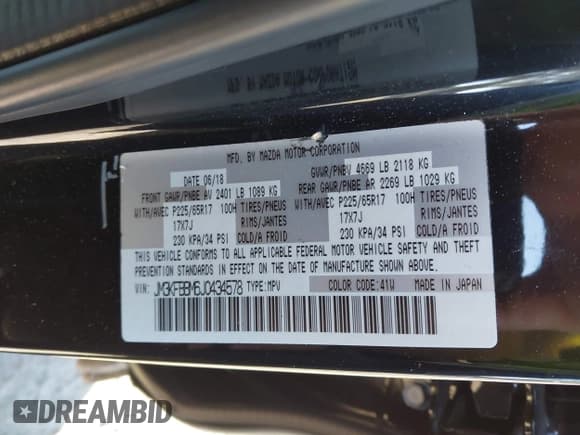 MFD. BY MAZDA MOTOR CORPORATION
DATE 06/18
GVWR/PNBV 4669 LB 2118 KG
FRONT GAWR/PNBE AV 2401 LB 1089 KG
REAR GAWR/PNBE AR 2269 LB 1029 KG
WITH/AVEC P225/65R17 100H TIRES/PNEUS
WITH/AVEC P225/65R17 100H TIRES/PNEUS
17X7J RIMS/JANTES
17X7J RIMS/JANTES
230 KPA/34 PSI COLD/A FROID
230 KPA/34 PSI COLD/A FROID
THIS VEHICLE CONFORMS TO ALL APPLICABLE FEDERAL MOTOR VEHICLE SAFETY AND THEFT
PREVENTION STANDARDS IN EFFECT ON THE DATE OF MANUFACTURE SHOWN ABOVE.
VIN: JM3KFBBM6J0434578 TYPE:MPV COLOR CODE:41W MADE IN JAPAN
DREAMBID